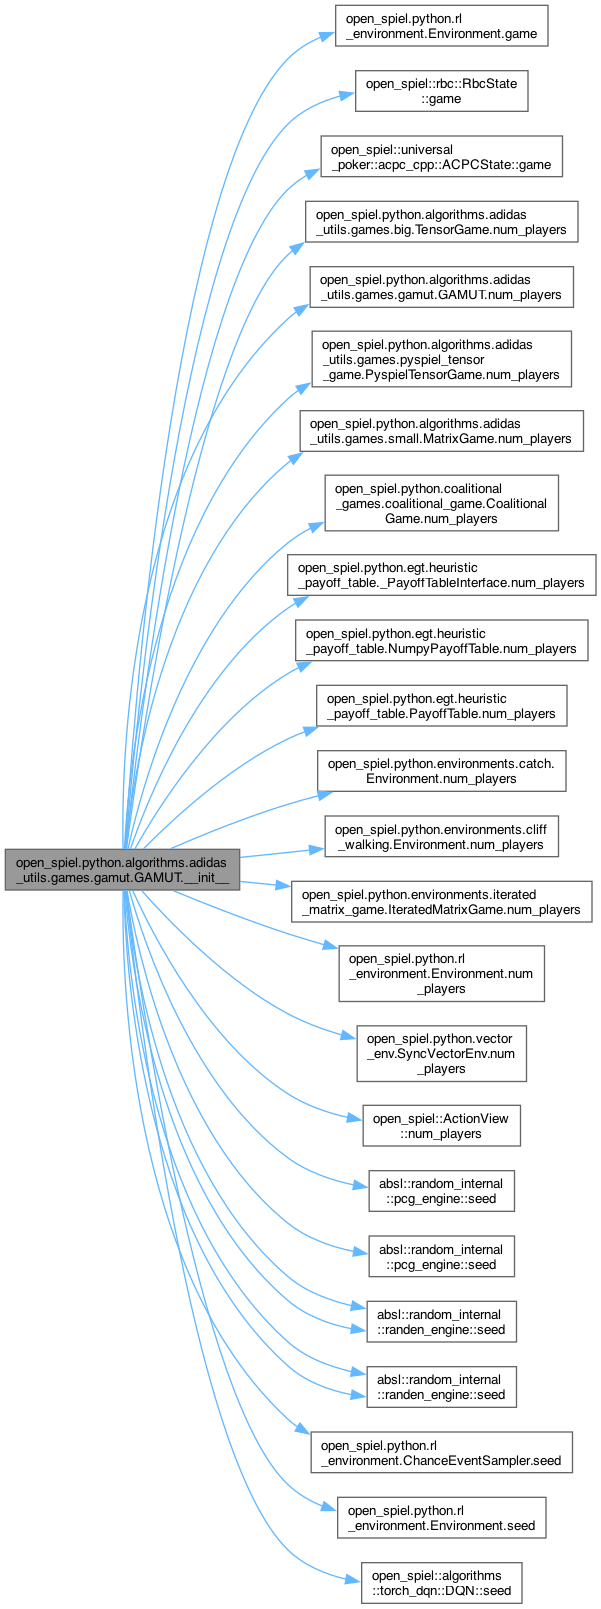 open_spiel.python.rl
_environment.Environment.game
open_spiel::rbc::RbcState
::game
open_spiel::universal
_poker::acpc_cpp::ACPCState::game
open_spiel.python.algorithms.adidas
_utils.games.big.TensorGame.num_players
open_spiel.python.algorithms.adidas
_utils.games.gamut.GAMUT.num_players
open_spiel.python.algorithms.adidas
_utils.games.pyspiel_tensor
_game.PyspielTensorGame.num_players
open_spiel.python.algorithms.adidas
_utils.games.small.MatrixGame.num_players
open_spiel.python.coalitional
_games.coalitional_game.Coalitional
Game.num_players
open_spiel.python.egt.heuristic
_payoff_table._PayoffTableInterface.num_players
open_spiel.python.egt.heuristic
_payoff_table.NumpyPayoffTable.num_players
open_spiel.python.egt.heuristic
_payoff_table.PayoffTable.num_players
open_spiel.python.environments.catch.
Environment.num_players
open_spiel.python.algorithms.adidas
_utils.games.gamut.GAMUT.__init__
open_spiel.python.environments.cliff
_walking.Environment.num_players
open_spiel.python.environments.iterated
_matrix_game.IteratedMatrixGame.num_players
open_spiel.python.rl
_environment.Environment.num
_players
open_spiel.python.vector
_env.SyncVectorEnv.num
_players
open_spiel::ActionView
::num_players
absl::random_internal
::pcg_engine::seed
absl::random_internal
::pcg_engine::seed
absl::random_internal
::randen_engine::seed
absl::random_internal
::randen_engine::seed
open_spiel.python.rl
_environment.ChanceEventSampler.seed
open_spiel.python.rl
_environment.Environment.seed
open_spiel::algorithms
::torch_dqn::DQN::seed